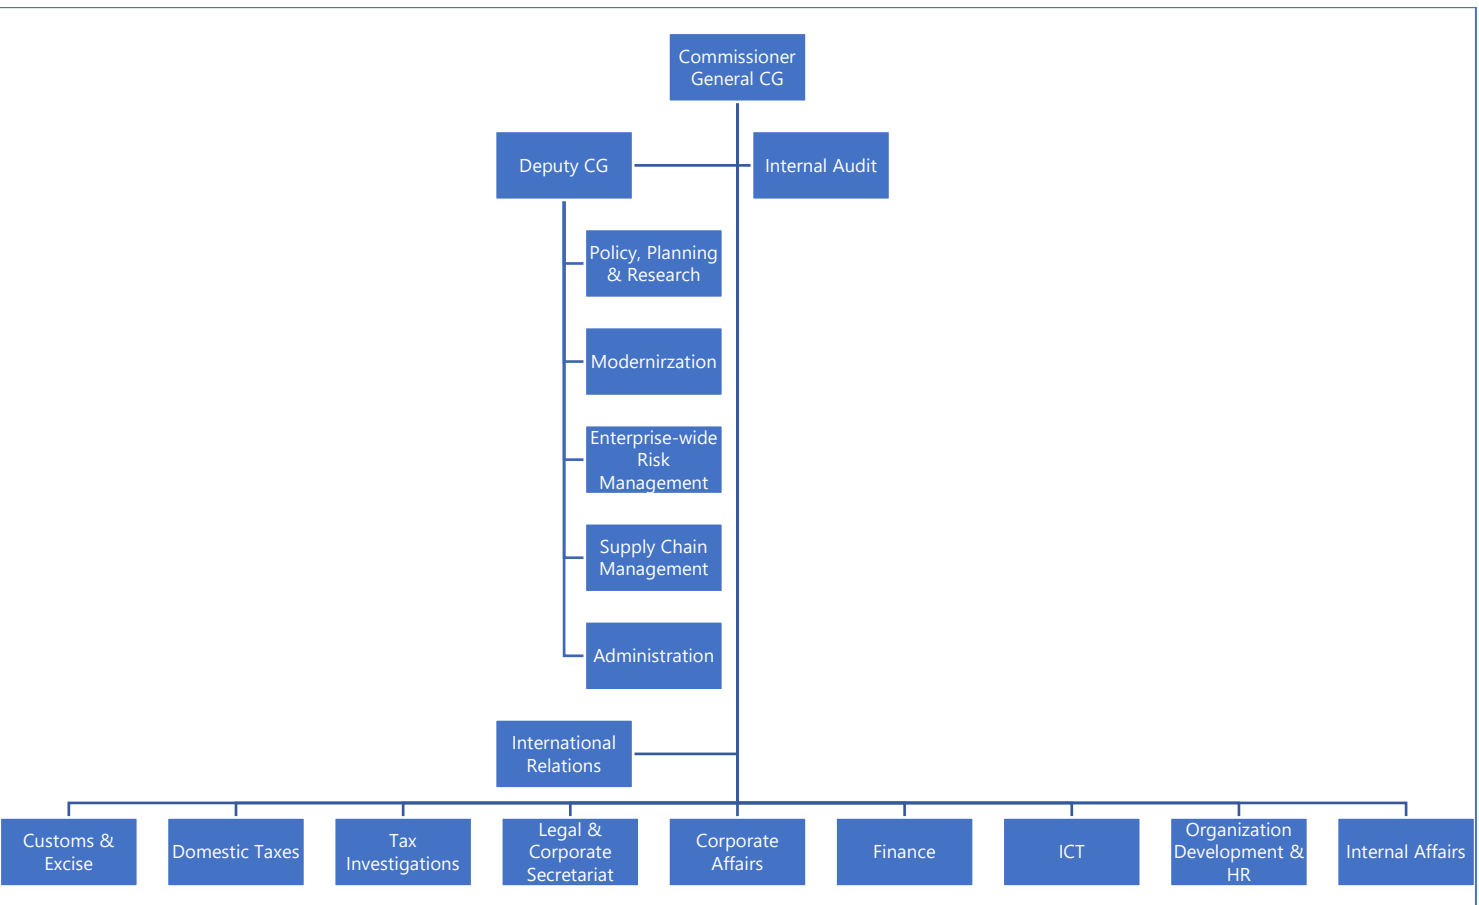 Commissioner
General CG
Deputy CG
Internal Audit
Policy, Planning
& Research
Modernirzation
Enterprise-wide
Risk
Management
Supply Chain
Management
Administration
International
Relations
Customs &
Excise
Domestic Taxes
Tax
Investigations
Legal &
Corporate
Secretariat
Corporate
Affairs
Finance
ICT
Organization
Development &
HR
Internal Affairs